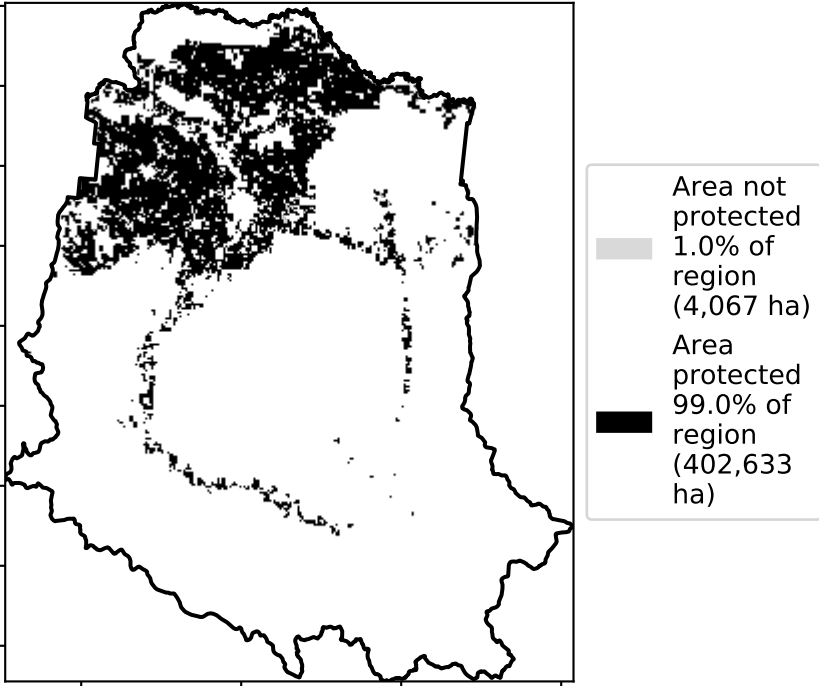 Area not
protected
1.0% of
region
(4,067 ha)
Area
protected
99.0% of
region
(402,633
ha)